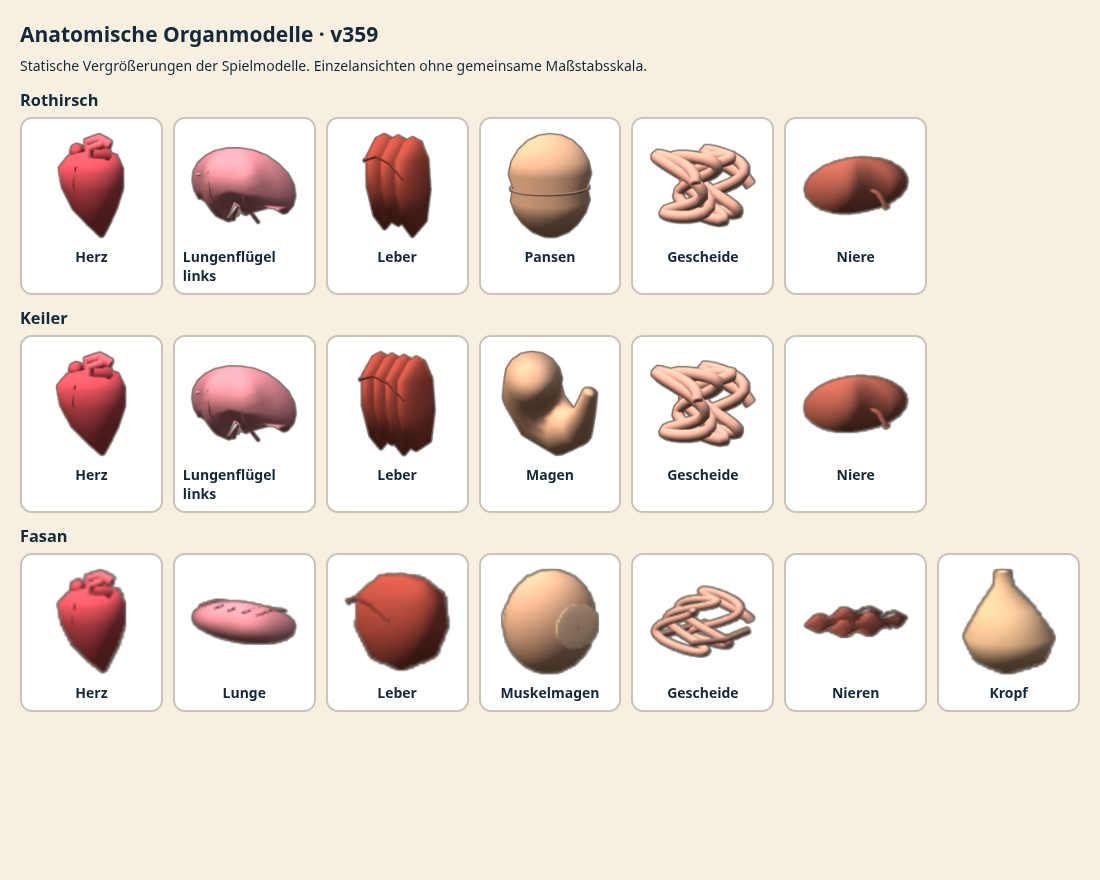 Anatomische Organmodelle · v359
Statische Vergrößerungen der Spielmodelle. Einzelansichten ohne gemeinsame Maßstabsskala.
Rothirsch
Herz
Lungenflügel
links
Leber
Pansen
Gescheide
Niere
Keiler
Herz
Lungenflügel
links
Leber
Magen
Gescheide
Niere
Fasan
Herz
Lunge
Leber
Muskelmagen
Gescheide
Nieren
Kropf